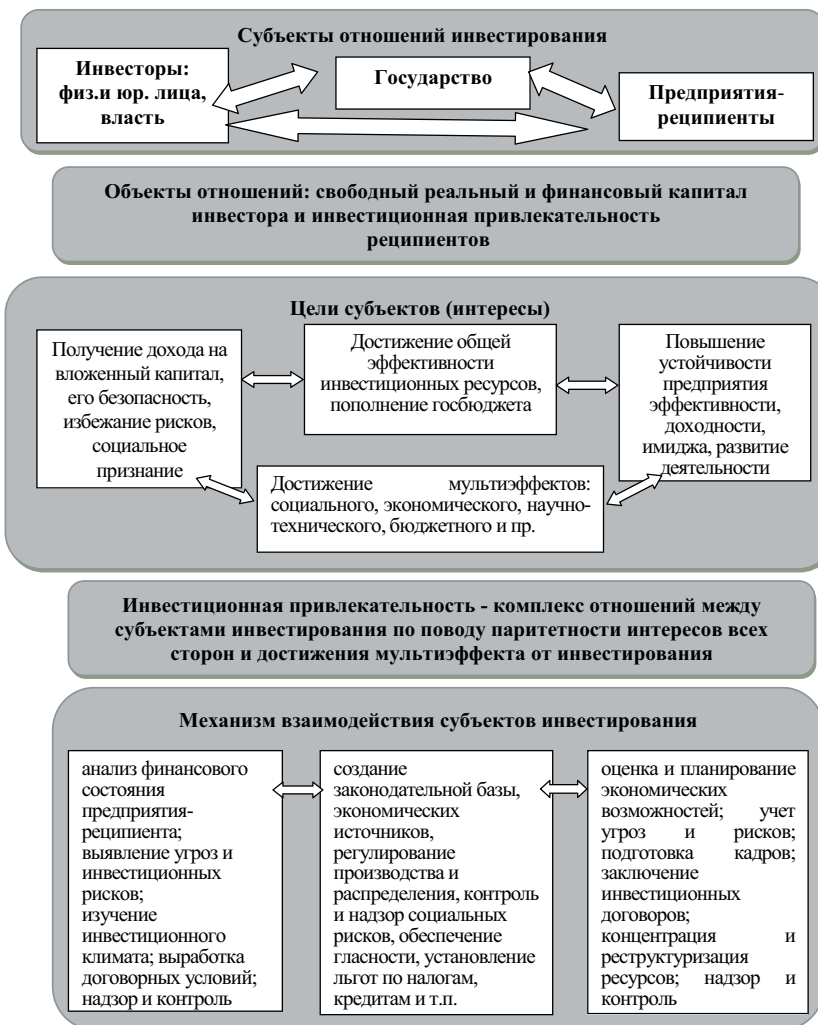 Субъекты отношений инвестирования
Инвесторы:
физ.и юр. лица,
власть
Государство
Предприятия-
реципиенты
Объекты отношений: свободный реальный и финансовый капитал
инвестора и инвестиционная привлекательность
реципиентов
Цели субъектов (интересы)
Получение дохода на
вложенный капитал,
его безопасность,
избежание рисков,
социальное
признание
Достижение общей
эффективности
инвестиционных ресурсов,
пополнение госбюджета
Повышение
устойчивости
предприятия
эффективности,
доходности,
имиджа, развитие
деятельности
Достижение мультиэффектов:
социального, экономического, научно-
технического, бюджетного и пр.
Инвестиционная привлекательность - комплекс отношений между
субъектами инвестирования по поводу паритетности интересов всех
сторон и достижения мультиэффекта от инвестирования
Механизм взаимодействия субъектов инвестирования
анализ финансового
состояния
предприятия-
реципиента;
выявление угроз и
инвестиционных
рисков;
изучение
инвестиционного
климата; выработка
договорных условий;
надзор и контроль
создание
законодательной базы,
экономических
источников,
регулирование
производства и
распределения, контроль
и надзор социальных
рисков, обеспечение
гласности, установление
льгот по налогам,
кредитам и т.п.
оценка и планирование
экономических
возможностей; учет
угроз и рисков;
подготовка кадров;
заключение
инвестиционных
договоров;
концентрация и
реструктуризация
ресурсов; надзор и
контроль